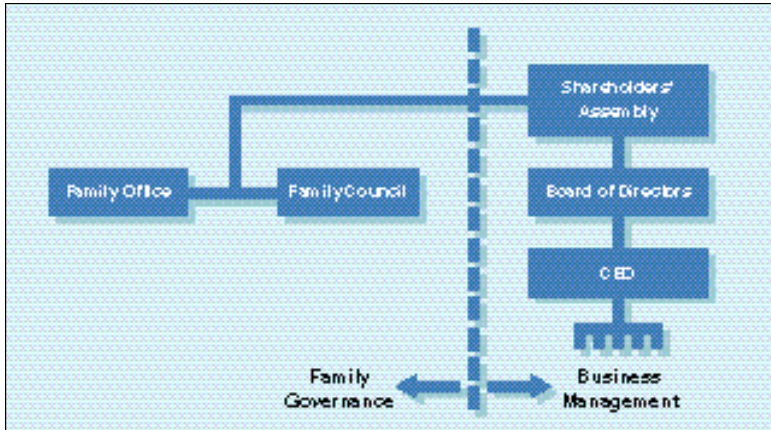 Shareholders'
Assembly
Family Office
Family Council
Board of Directors
CEO
Family
Governance
Business
Management